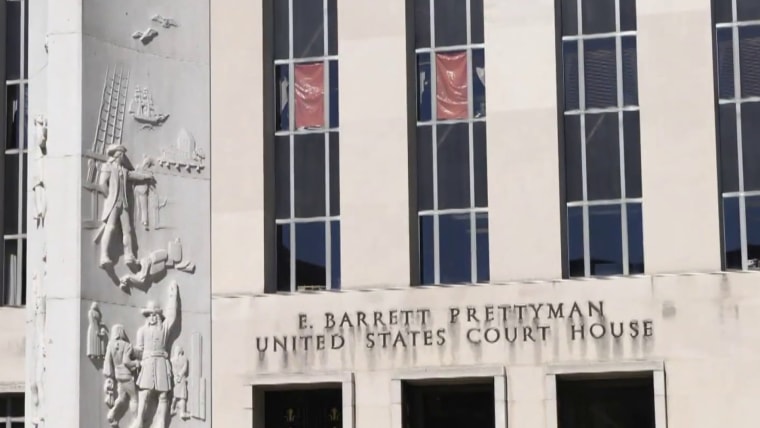 E. BARRETT PRETTYMAN
UNITED STATES COURT HOUSE